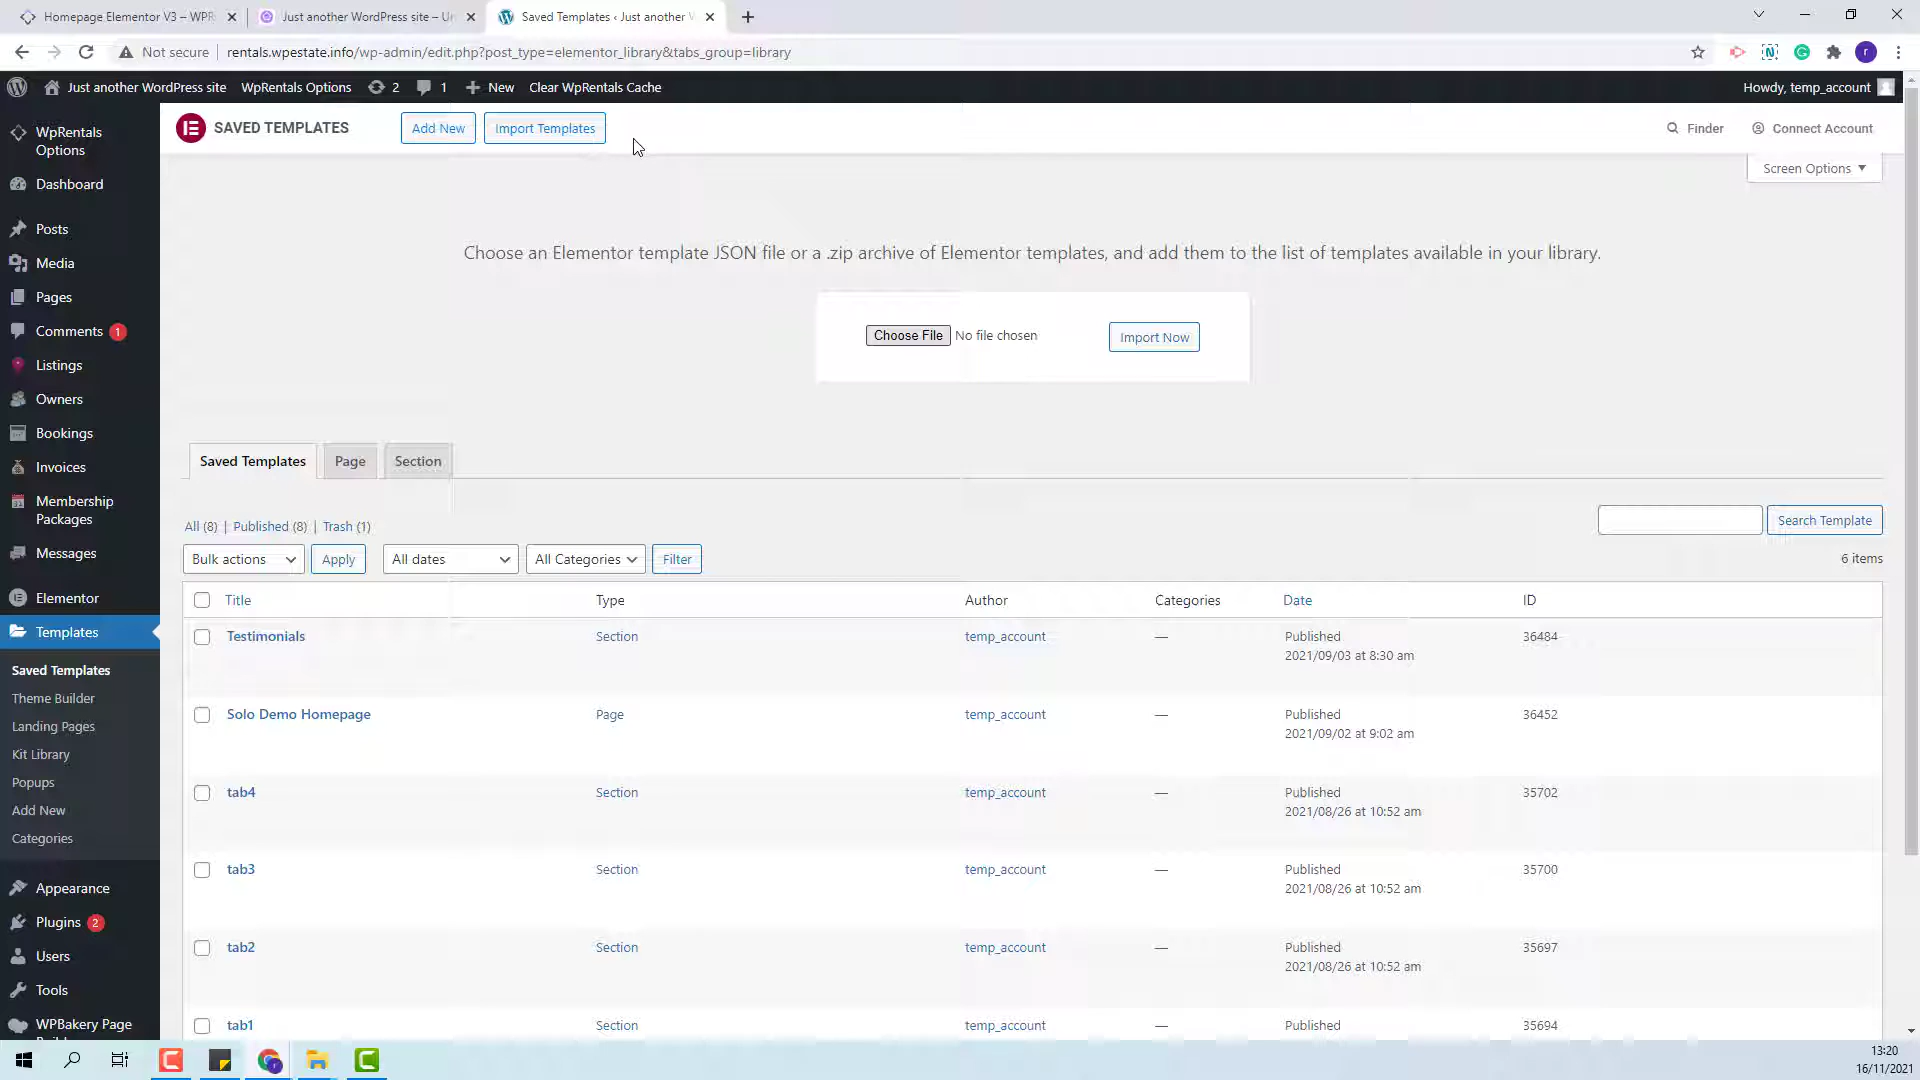 Homepage Elementor V3 – WPR
Just another WordPress site – Un
Saved Templates ‹ Just another W
Not secure
rentals.wpestate.info/wp-admin/edit.php?post_type=elementor_library&tabs_group=library
Just another WordPress site
WpRentals Options
2
1
New
Clear WpRentals Cache
Howdy, temp_account
WpRentals Options
Dashboard
Posts
Media
Pages
Comments 1
Listings
Owners
Bookings
Invoices
Membership Packages
Messages
Elementor
Templates
Saved Templates
Theme Builder
Landing Pages
Kit Library
Popups
Add New
Categories
Appearance
Plugins 2
Users
Tools
WPBakery Page
SAVED TEMPLATES
Add New
Import Templates
Finder
Connect Account
Screen Options
Choose an Elementor template JSON file or a .zip archive of Elementor templates, and add them to the list of templates available in your library.
Choose File No file chosen
Import Now
Saved Templates
Page
Section
All (8) | Published (8) | Trash (1)
Search Template
Bulk actions
Apply
All dates
All Categories
Filter
6 items
Title Type Author Categories Date ID
Testimonials Section temp_account — Published 36484
2021/09/03 at 8:30 am
Solo Demo Homepage Page temp_account — Published 36452
2021/09/02 at 9:02 am
tab4 Section temp_account — Published 35702
2021/08/26 at 10:52 am
tab3 Section temp_account — Published 35700
2021/08/26 at 10:52 am
tab2 Section temp_account — Published 35697
2021/08/26 at 10:52 am
tab1 Section temp_account — Published 35694
13:20
16/11/2021